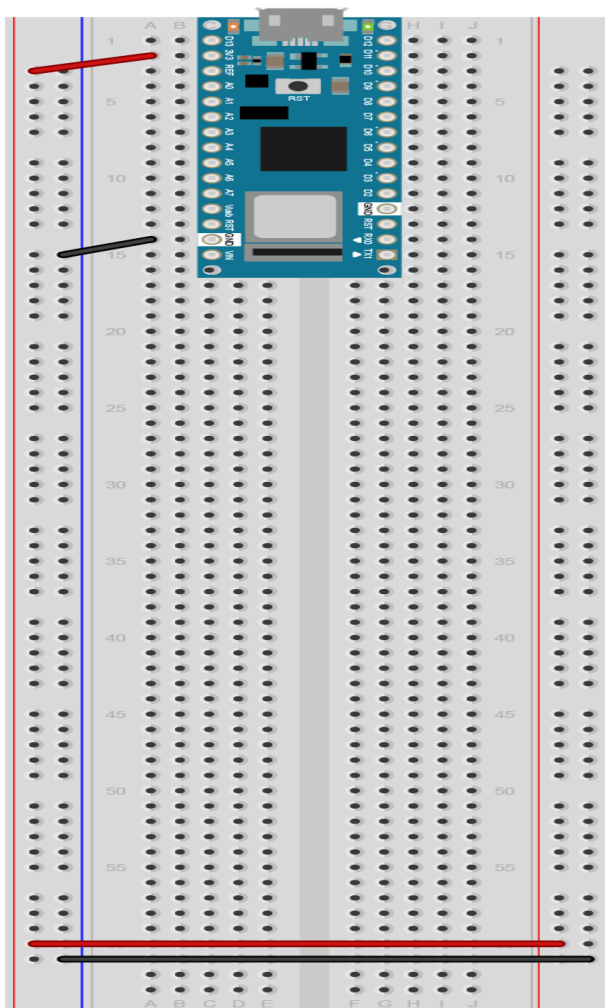 A B G G H I J
1 1
D13 D12
3V3 D11
REF D10
A0 D9
5 A1 D8 5
A2 D7
A3 D6
A4 D5
A5 D4
10 A6 D3 10
A7 D2
Vusb GND
RST RST
GND RX0
15 VIN TX1 15
RST
20 20
25 25
30 30
35 35
40 40
45 45
50 50
55 55
A B C D E F G H I J